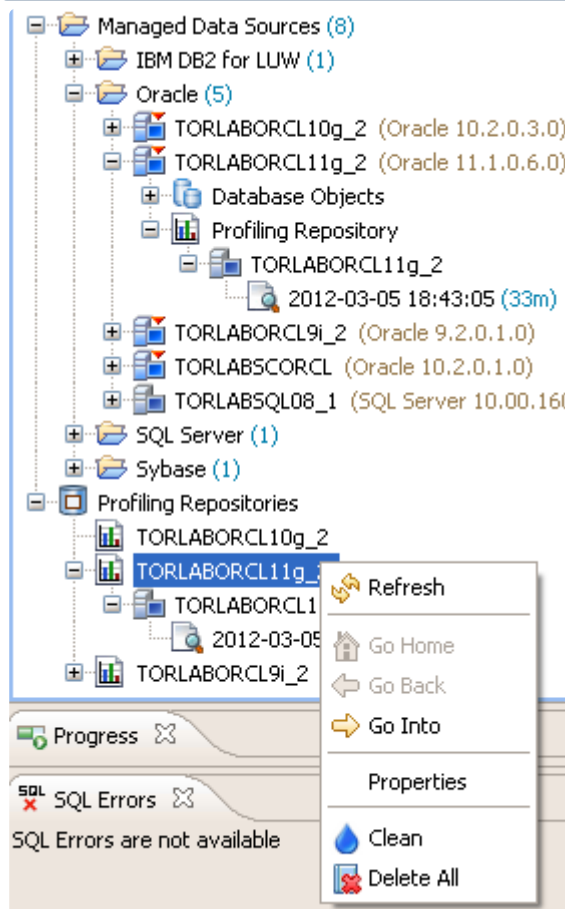 Managed Data Sources (8)
IBM DB2 for LUW (1)
Oracle (5)
TORLABORCL10g_2 (Oracle 10.2.0.3.0)
TORLABORCL11g_2 (Oracle 11.1.0.6.0)
Database Objects
Profiling Repository
TORLABORCL11g_2
2012-03-05 18:43:05 (33m)
TORLABORCL9i_2 (Oracle 9.2.0.1.0)
TORLABSCORCL (Oracle 10.2.0.1.0)
TORLABSQL08_1 (SQL Server 10.00.160
SQL Server (1)
Sybase (1)
Profiling Repositories
TORLABORCL10g_2
TORLABORCL11g_
TORLABORCL1
2012-03-05
TORLABORCL9i_2
Refresh
Go Home
Go Back
Go Into
Properties
Clean
Delete All
Progress
SQL SQL Errors
SQL Errors are not available